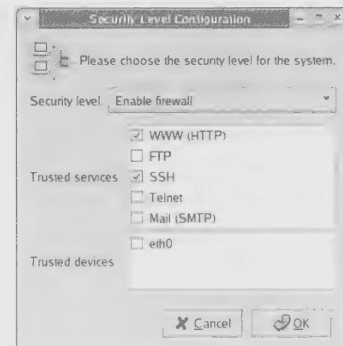 Security Level Configuration
Please choose the security level for the system.
Security level: Enable firewall
WWW (HTTP)
FTP
Trusted services
SSH
Telnet
Mail (SMTP)
eth0
Trusted devices
Cancel
OK